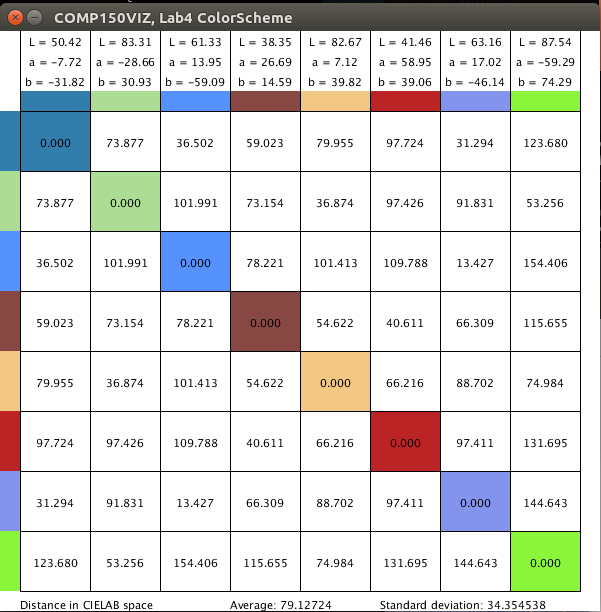 COMP150VIZ, Lab4 ColorScheme
L = 50.42 L = 83.31 L = 61.33 L = 38.35 L = 82.67 L = 41.46 L = 63.16 L = 87.54
a = −7.72 a = −28.66 a = 13.95 a = 26.69 a = 7.12 a = 58.95 a = 17.02 a = −59.29
b = −31.82 b = 30.93 b = −59.09 b = 14.59 b = 39.82 b = 39.06 b = −46.14 b = 74.29
0.000 73.877 36.502 59.023 79.955 97.724 31.294 123.680
73.877 0.000 101.991 73.154 36.874 97.426 91.831 53.256
36.502 101.991 0.000 78.221 101.413 109.788 13.427 154.406
59.023 73.154 78.221 0.000 54.622 40.611 66.309 115.655
79.955 36.874 101.413 54.622 0.000 66.216 88.702 74.984
97.724 97.426 109.788 40.611 66.216 0.000 97.411 131.695
31.294 91.831 13.427 66.309 88.702 97.411 0.000 144.643
123.680 53.256 154.406 115.655 74.984 131.695 144.643 0.000
Distance in CIELAB space Average: 79.12724 Standard deviation: 34.354538